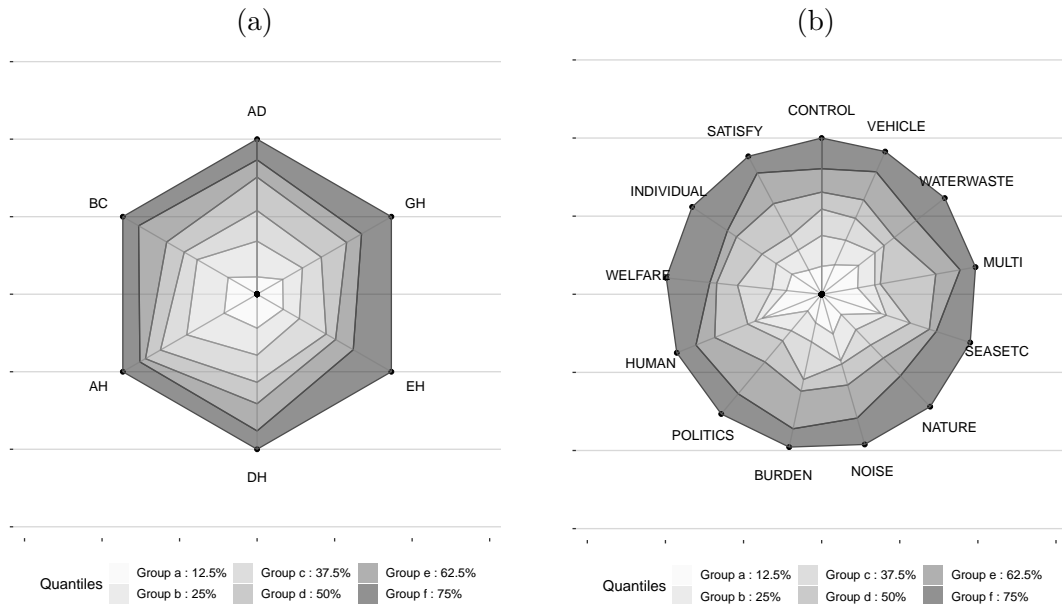 (a)
AD
BC
GH
AH
EH
DH
Quantiles
Group a : 12.5%
Group c : 37.5%
Group e : 62.5%
Group b : 25%
Group d : 50%
Group f : 75%
(b)
CONTROL
SATISFY
VEHICLE
INDIVIDUAL
WATERWASTE
WELFARE
MULTI
HUMAN
SEASETC
POLITICS
NATURE
BURDEN
NOISE
Quantiles
Group a : 12.5%
Group c : 37.5%
Group e : 62.5%
Group b : 25%
Group d : 50%
Group f : 75%